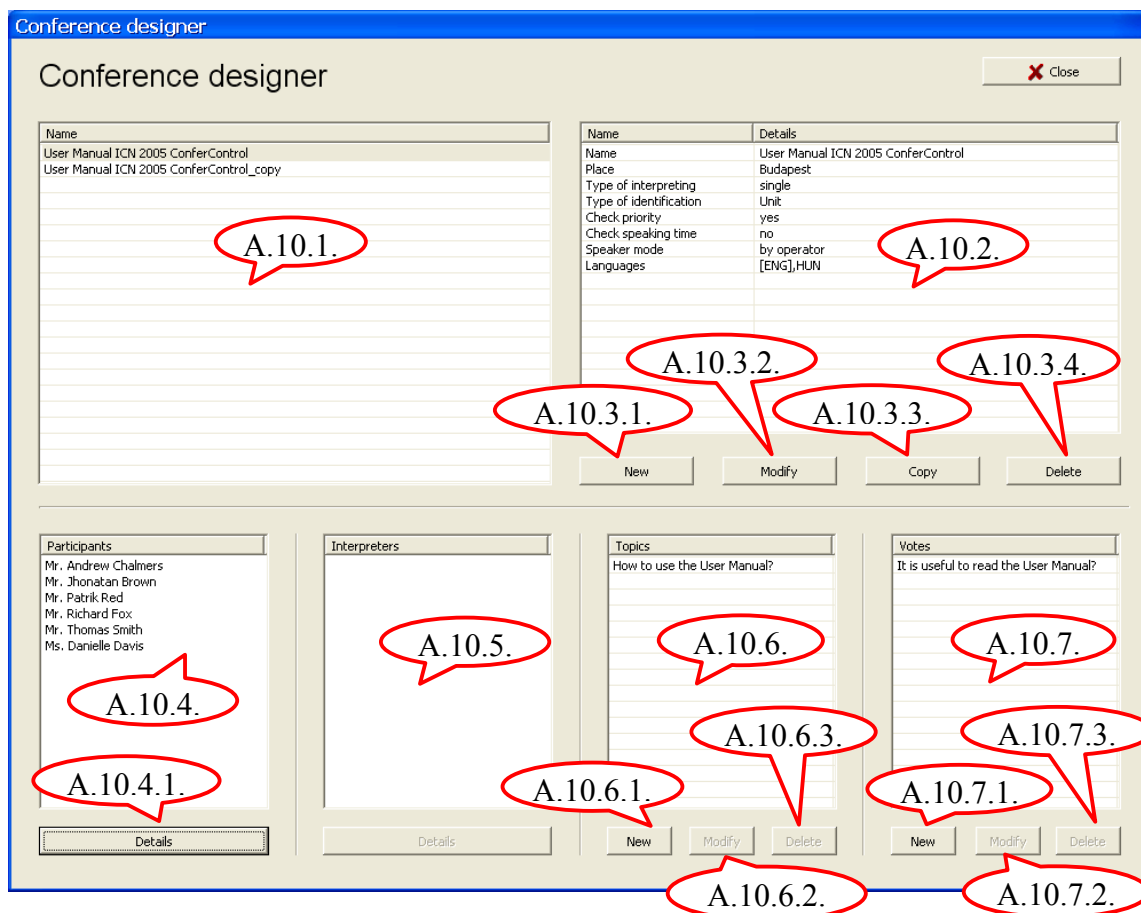 Conference designer
Conference designer
Close
Name
User Manual ICN 2005 ConferControl
User Manual ICN 2005 ConferControl_copy
A.10.1.
Name Details
Name User Manual ICN 2005 ConferControl
Place Budapest
Type of interpreting single
Type of identification Unit
Check priority yes
Check speaking time no
Speaker mode by operator
Languages [ENG],HUN
A.10.2.
A.10.3.2.
A.10.3.4.
A.10.3.1.
A.10.3.3.
New Modify Copy Delete
Participants
Mr. Andrew Chalmers
Mr. Jhonatan Brown
Mr. Patrik Red
Mr. Richard Fox
Mr. Thomas Smith
Ms. Danielle Davis
A.10.4.
A.10.4.1.
Details
Interpreters
A.10.5.
Details
Topics
How to use the User Manual?
A.10.6.
A.10.6.3.
A.10.6.1.
New Modify Delete
A.10.6.2.
Votes
It is useful to read the User Manual?
A.10.7.
A.10.7.3.
A.10.7.1.
New Modify Delete
A.10.7.2.